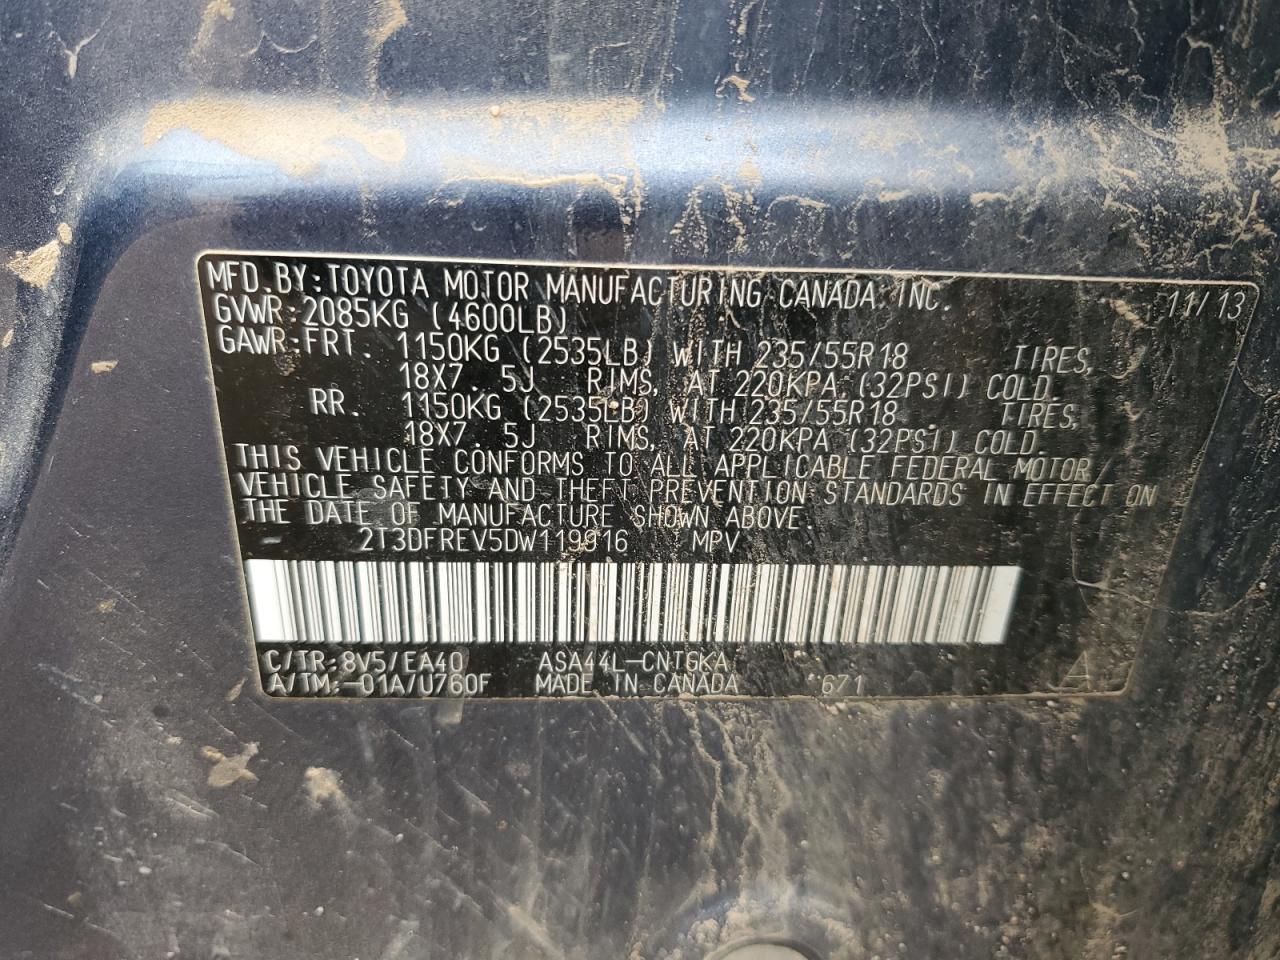 MFD. BY: TOYOTA MOTOR MANUFACTURING CANADA INC. 11/13
GVWR: 2085KG (4600LB)
GAWR: FRT. 1150KG (2535LB) WITH 235/55R18 TIRES,
18X7. 5J RIMS, AT 220KPA (32PSI) COLD.
RR. 1150KG (2535LB) WITH 235/55R18 TIRES,
18X7. 5J RIMS, AT 220KPA (32PSI) COLD.
THIS VEHICLE CONFORMS TO ALL APPLICABLE FEDERAL MOTOR
VEHICLE SAFETY AND THEFT PREVENTION STANDARDS IN EFFECT ON
THE DATE OF MANUFACTURE SHOWN ABOVE.
2T3DFREV5DW119916 MPV
C/TR: 8V5/EA40 ASA44L-CNTGKA
A/TM: -01A/U760F MADE IN CANADA 671 A